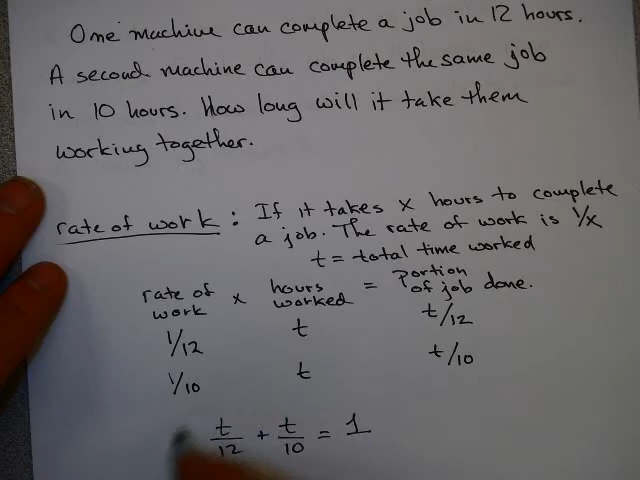 One machine can complete a job in 12 hours.
A second machine can complete the same job
in 10 hours. How long will it take them
working together.
rate of work : If it takes x hours to complete
a job. The rate of work is 1/x
t = total time worked
rate of work x hours worked = portion of job done.
1/12 t t/12
1/10 t t/10
t/12 + t/10 = 1